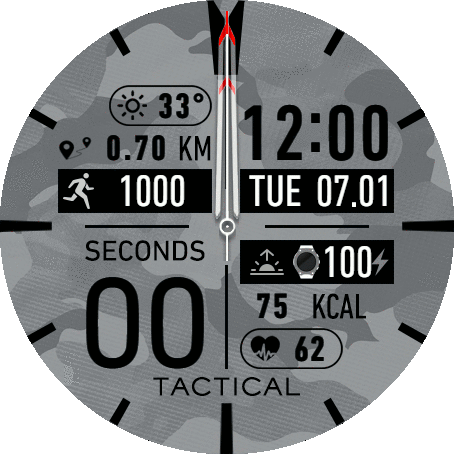 33°
0.70 KM
1000
12:00
TUE 07.01
SECONDS
00
100
75 KCAL
62
TACTICAL